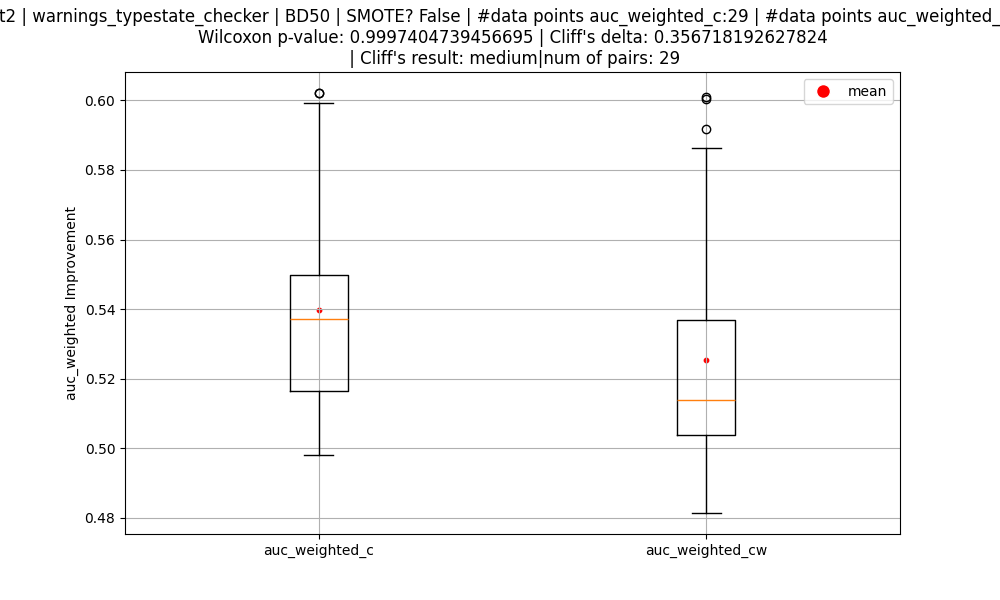 t2 | warnings_typestate_checker | BD50 | SMOTE? False | #data points auc_weighted_c:29 | #data points auc_weighted_
Wilcoxon p-value: 0.9997404739456695 | Cliff's delta: 0.356718192627824
| Cliff's result: medium|num of pairs: 29
mean
0.60
0.58
0.56
0.54
0.52
0.50
0.48
auc_weighted Improvement
auc_weighted_c
auc_weighted_cw